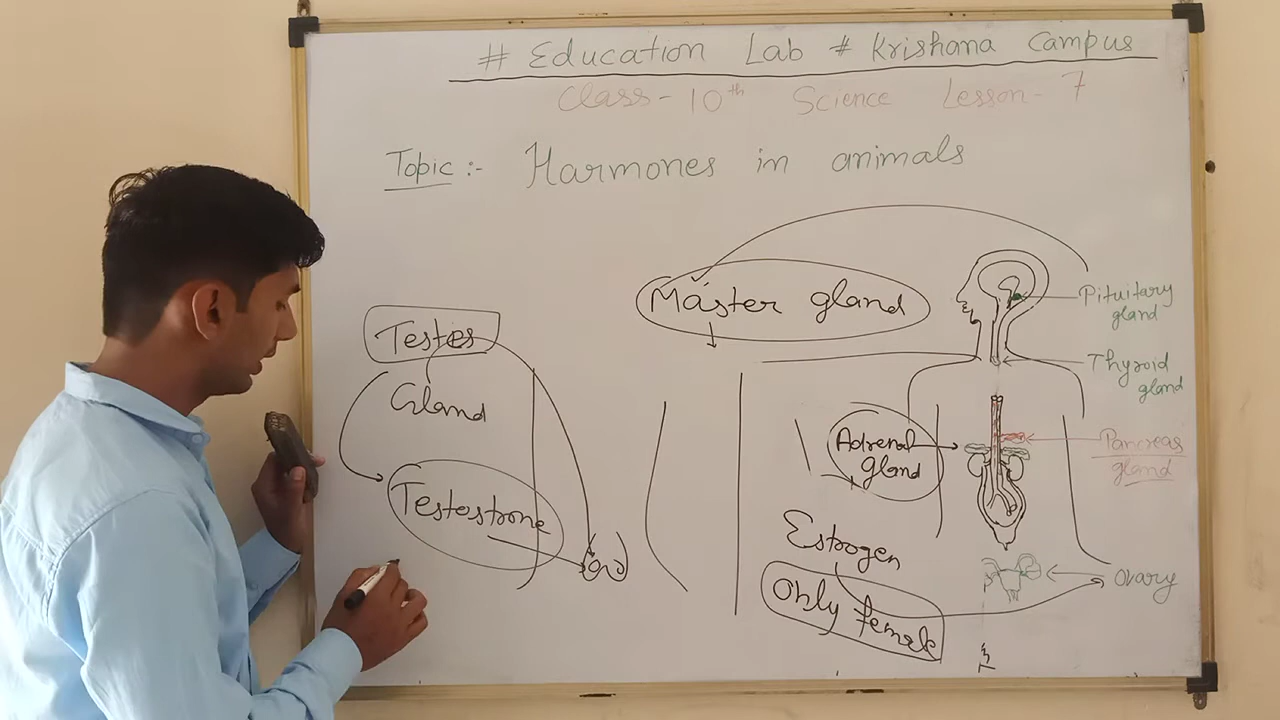 # Education Lab # Krishana Campus
Class - 10th Science Lesson - 7
Topic :- Harmones in animals
Master gland
Pituitary
gland
Thyroid
gland
Testies
Gland
Testestrone
Adrenal
gland
Pancreas
gland
Estrogen
Only female
Ovary